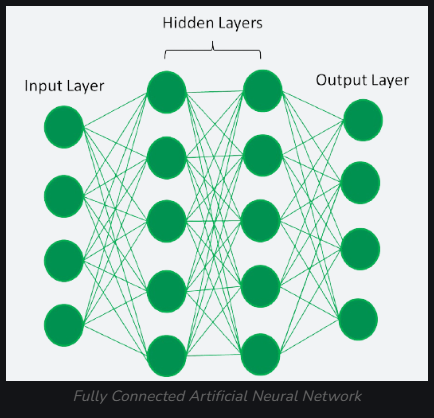 Hidden Layers
Input Layer
Output Layer
Fully Connected Artificial Neural Network